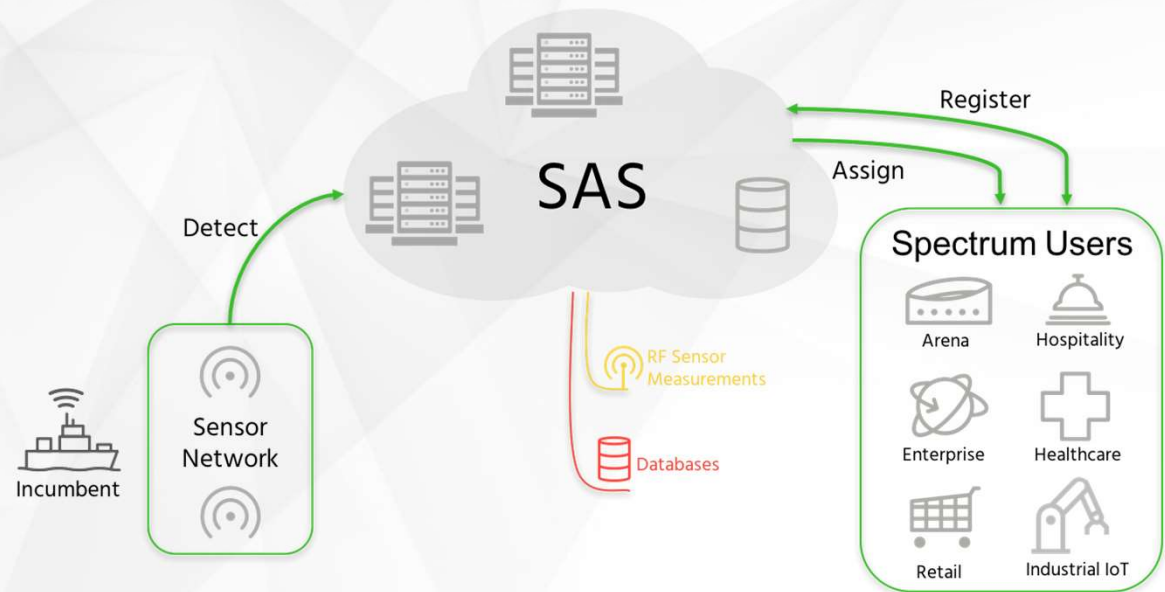 Register
SAS
Assign
Detect
Spectrum Users
Arena
Hospitality
RF Sensor
Measurements
Sensor
Network
Enterprise
Healthcare
Databases
Incumbent
Retail
Industrial IoT